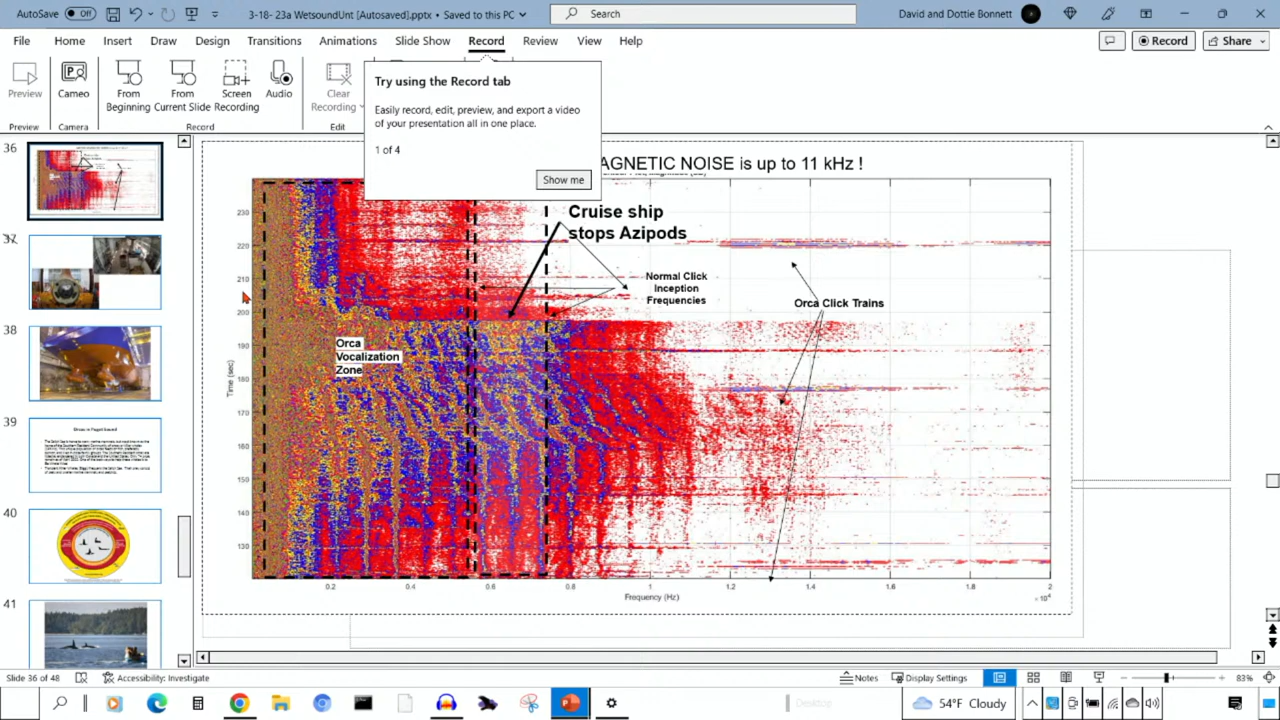 AutoSave Off 3-18- 23a WetsoundUnt [Autosaved].pptx • Saved to this PC Search David and Dottie Bonnett
File Home Insert Draw Design Transitions Animations Slide Show Record Review View Help Record Share
Preview Cameo From Beginning From Current Slide Screen Recording Audio Clear Recording
Preview Camera Record Edit
Try using the Record tab
Easily record, edit, preview, and export a video
of your presentation all in one place.
1 of 4
Show me
36
37
38
39
40
41
AGNETIC NOISE is up to 11 kHz !
Cruise ship
stops Azipods
Normal Click
Inception
Frequencies
Orca Click Trains
Orca
Vocalization
Zone
Time (sec)
230
220
210
200
190
180
170
160
150
140
130
0.2 0.4 0.6 0.8 1 1.2 1.4 1.6 1.8 2
Frequency (Hz)
× 10⁴
Slide 36 of 48 Accessibility: Investigate Notes Display Settings 83%
Desktop 54°F Cloudy